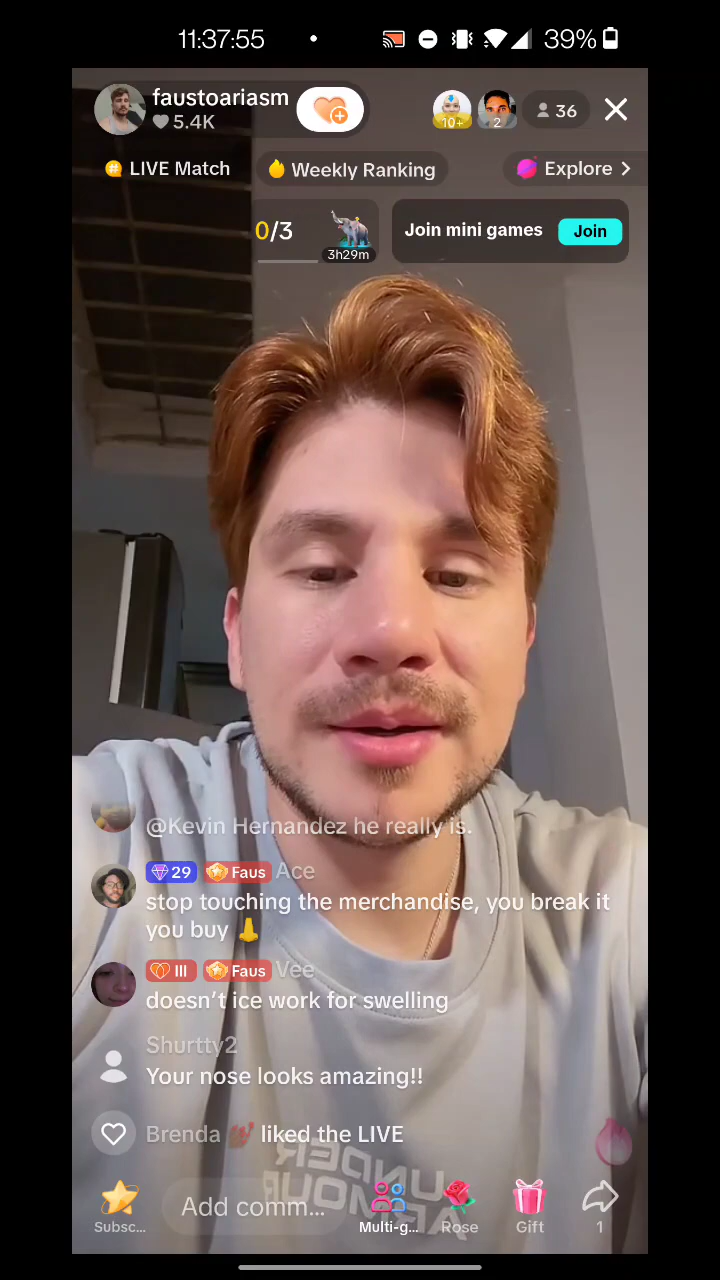 11:37:55
39%
faustoariasm
5.4K
10+
2
36
LIVE Match
Weekly Ranking
Explore
0/3
3h29m
Join mini games
Join
@Kevin Hernandez he really is.
29 Faus Ace
stop touching the merchandise, you break it
you buy
III Faus Vee
doesn't ice work for swelling
Shurtty2
Your nose looks amazing!!
Brenda liked the LIVE
UNDER
ARMOUR
Add comm...
Subsc...
Multi-g...
Rose
Gift
1